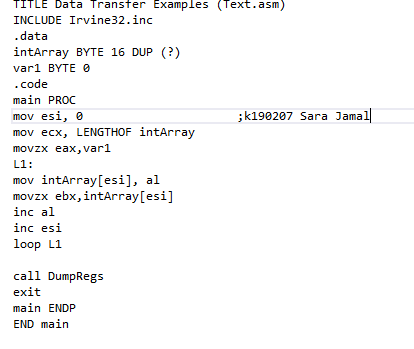 TITLE Data Transfer Examples (Text.asm)
INCLUDE Irvine32.inc
.data
intArray BYTE 16 DUP (?)
var1 BYTE 0
.code
main PROC
mov esi, 0                      ;k190207 Sara Jamal
mov ecx, LENGTHOF intArray
movzx eax,var1
L1:
mov intArray[esi], al
movzx ebx,intArray[esi]
inc al
inc esi
loop L1
call DumpRegs
exit
main ENDP
END main